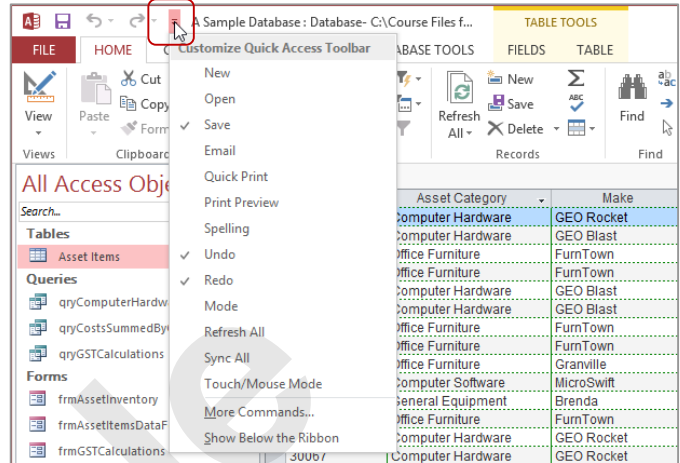 A Sample Database : Database- C:\Course Files f...
TABLE TOOLS
FILE HOME ABASE TOOLS FIELDS TABLE
Customize Quick Access Toolbar
New
Open
Save
Email
Quick Print
Print Preview
Spelling
Undo
Redo
Mode
Refresh All
Sync All
Touch/Mouse Mode
More Commands...
Show Below the Ribbon
View
Views
Paste
Cut
Copy
Form
Clipboard
Refresh All
New
Save
Delete
Records
ABC
Find
Find
All Access Obje
Search...
Tables
Asset Items
Queries
qryComputerHardw
qryCostsSummedBy
qryGSTCalculations
Forms
frmAssetInventory
frmAssetItemsDataF
frmGSTCalculations
Asset Category Make
Computer Hardware GEO Rocket
Computer Hardware GEO Blast
Office Furniture FurnTown
Office Furniture FurnTown
Computer Hardware GEO Blast
Computer Hardware GEO Rocket
Office Furniture FurnTown
Office Furniture FurnTown
Office Furniture Granville
Computer Software MicroSwift
General Equipment Brenda
Office Furniture FurnTown
Computer Hardware GEO Rocket
30067 Computer Hardware GEO Rocket